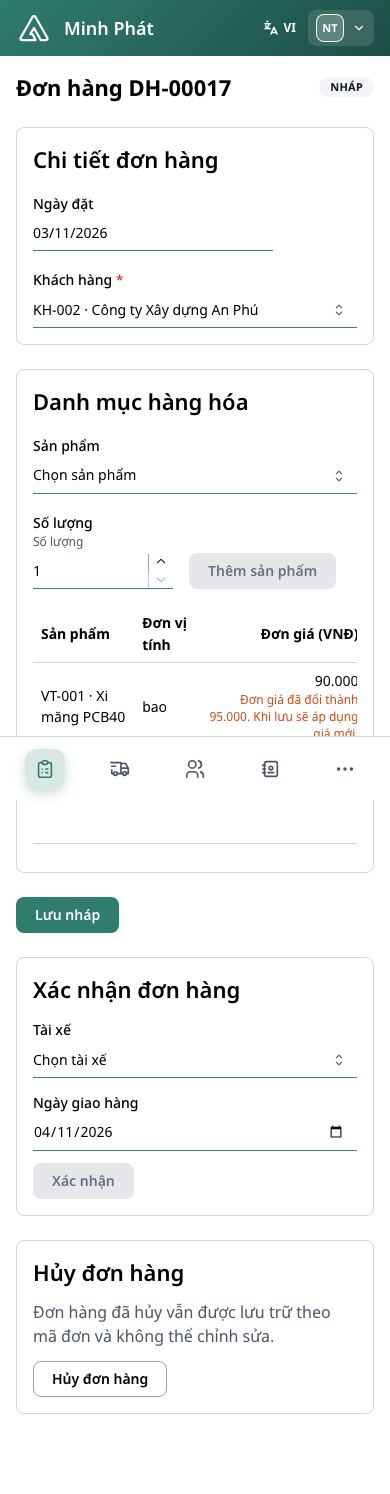 Minh Phát
VI
NT
Đơn hàng DH-00017
NHÁP
Chi tiết đơn hàng
Ngày đặt
03/11/2026
Khách hàng *
KH-002 · Công ty Xây dựng An Phú
Danh mục hàng hóa
Sản phẩm
Chọn sản phẩm
Số lượng
Số lượng
1
Thêm sản phẩm
Sản phẩm
Đơn vị
tính
Đơn giá (VNĐ)
VT-001 · Xi
măng PCB40
bao
90.000
Đơn giá đã đổi thành
95.000. Khi lưu sẽ áp dụng
giá mới.
Lưu nháp
Xác nhận đơn hàng
Tài xế
Chọn tài xế
Ngày giao hàng
04/11/2026
Xác nhận
Hủy đơn hàng
Đơn hàng đã hủy vẫn được lưu trữ theo
mã đơn và không thể chỉnh sửa.
Hủy đơn hàng